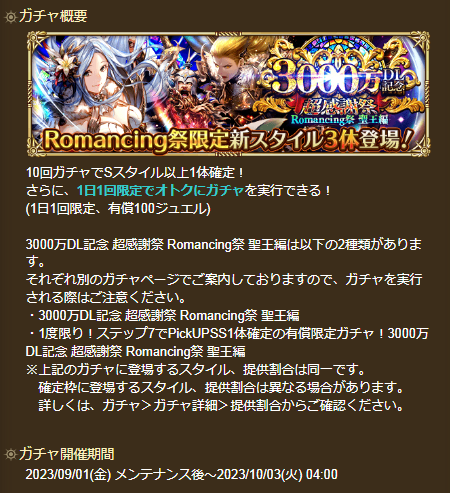 ガチャ概要
3000万DL記念
超感謝祭
Romancing祭 聖王編
Romancing祭限定新スタイル3体登場！
10回ガチャでSスタイル以上1体確定！
さらに、1日1回限定でオトクにガチャを実行できる！
(1日1回限定、有償100ジュエル)
3000万DL記念 超感謝祭 Romancing祭 聖王編は以下の2種類がありま
す。
それぞれ別のガチャページでご案内しておりますので、ガチャを実行
される際はご注意ください。
・3000万DL記念 超感謝祭 Romancing祭 聖王編
・1度限り！ステップ7でPickUPSS1体確定の有償限定ガチャ！3000万
DL記念 超感謝祭 Romancing祭 聖王編
※上記のガチャに登場するスタイル、提供割合は同一です。
確定枠に登場するスタイル、提供割合は異なる場合があります。
詳しくは、ガチャ＞ガチャ詳細＞提供割合からご確認ください。
ガチャ開催期間
2023/09/01(金) メンテナンス後～2023/10/03(火) 04:00